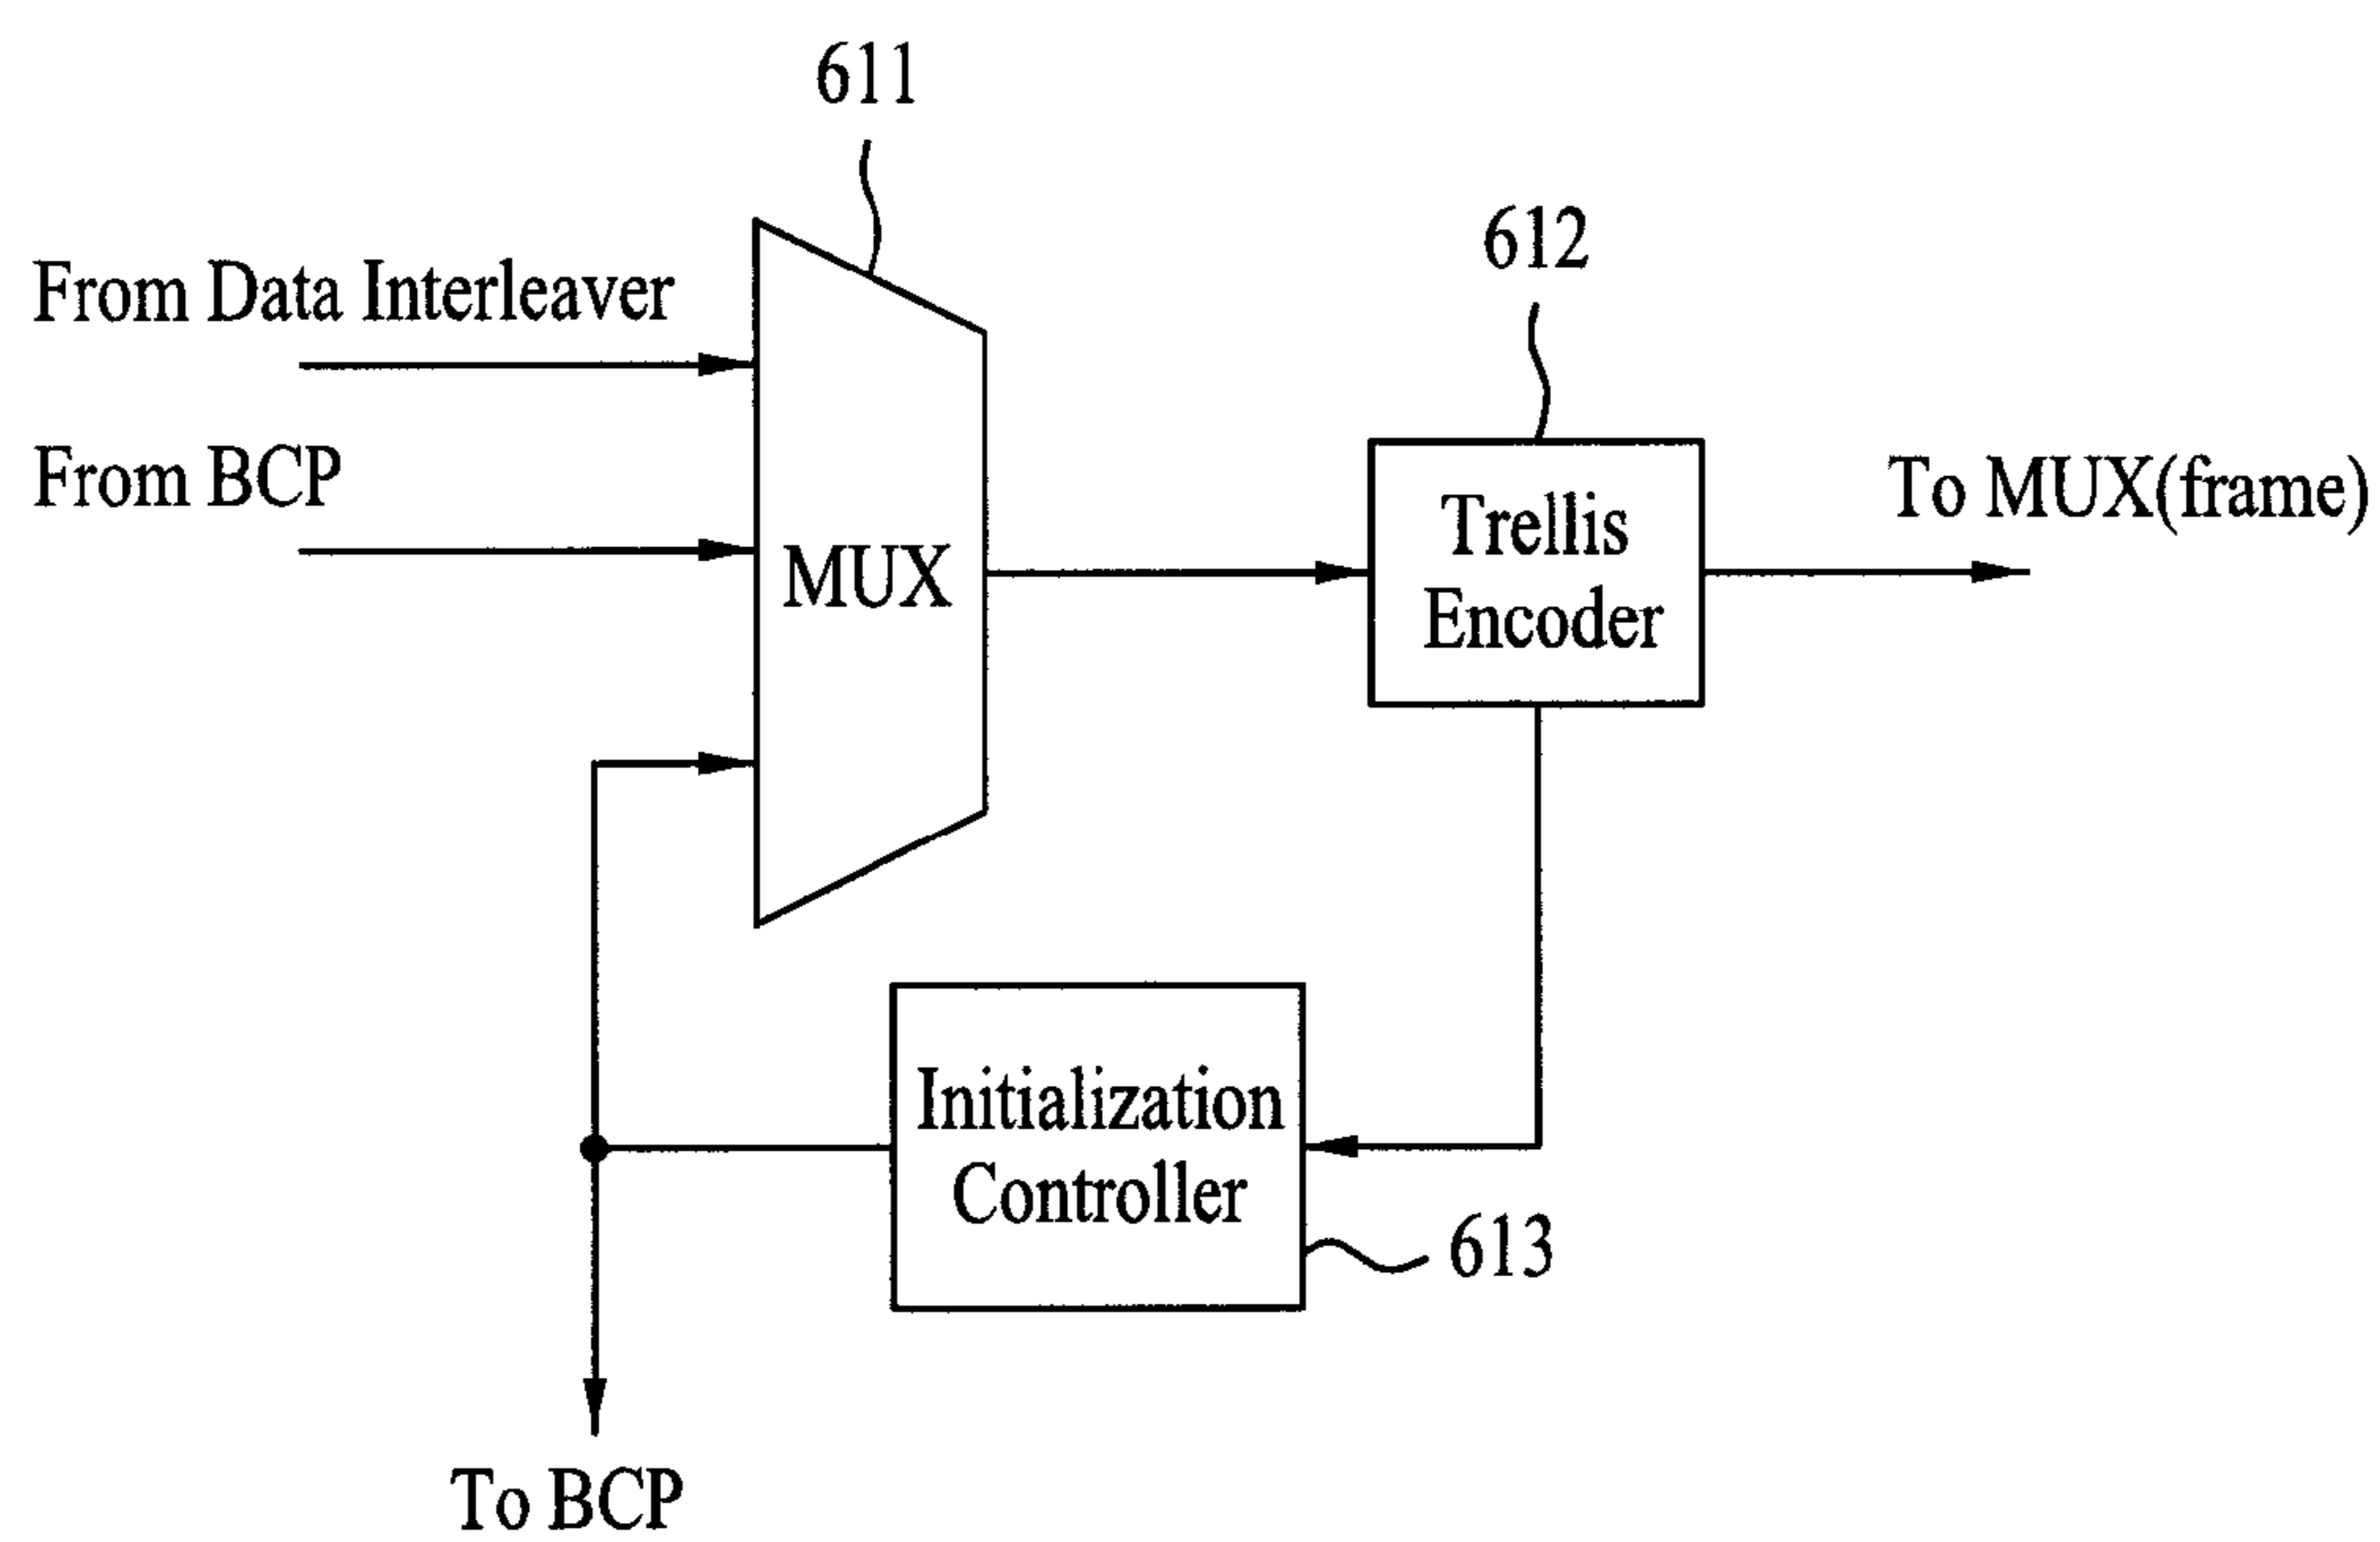 611
612
From Data Interleaver
From BCP
MUX
Trellis
Encoder
To MUX(frame)
Initialization
Controller
613
To BCP